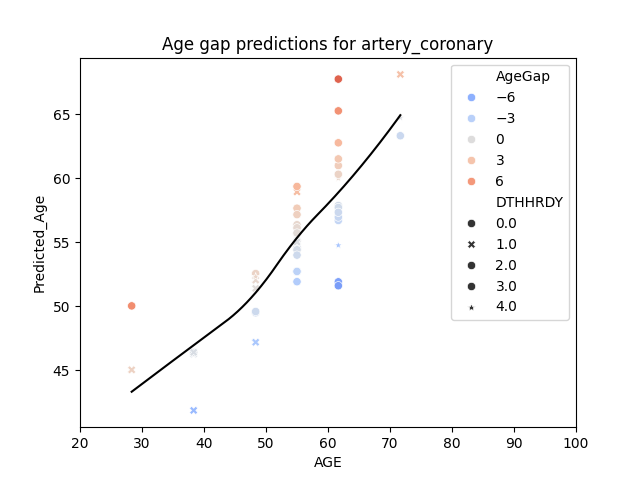 Age gap predictions for artery_coronary
Predicted_Age
65
60
55
50
45
20 30 40 50 60 70 80 90 100
AGE
AgeGap
−6
−3
0
3
6
DTHHRDY
0.0
1.0
2.0
3.0
4.0